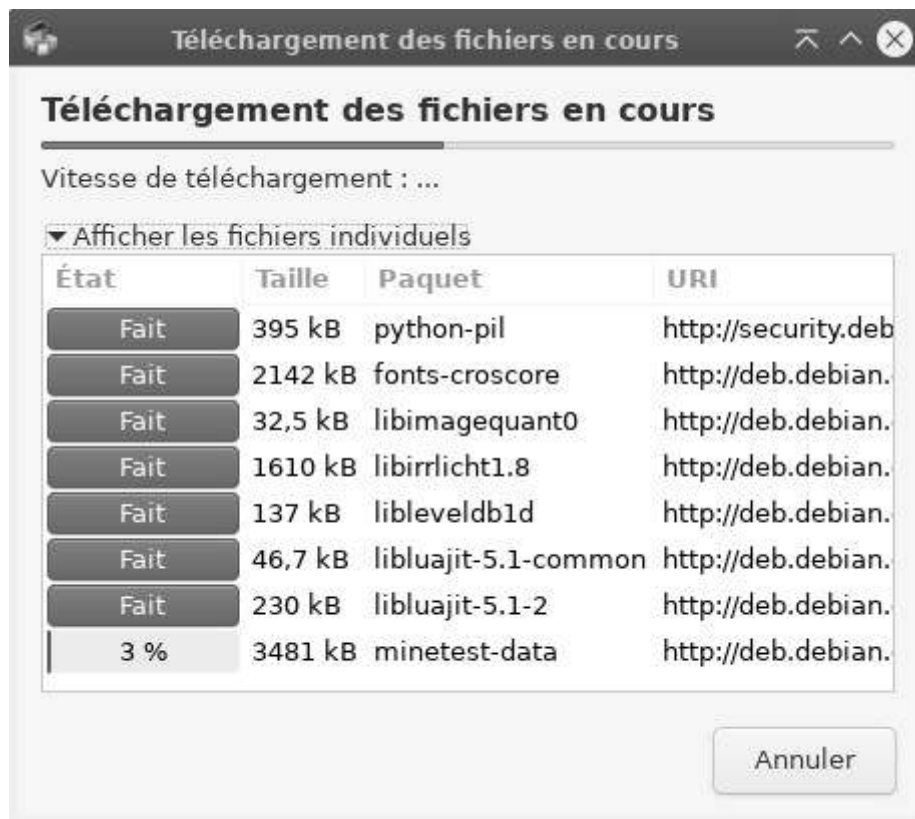 Téléchargement des fichiers en cours
Téléchargement des fichiers en cours
Vitesse de téléchargement : ...
Afficher les fichiers individuels
État Taille Paquet URI
Fait 395 kB python-pil http://security.deb
Fait 2142 kB fonts-croscore http://deb.debian.
Fait 32,5 kB libimagequant0 http://deb.debian.
Fait 1610 kB libirrlicht1.8 http://deb.debian.
Fait 137 kB libleveldb1d http://deb.debian.
Fait 46,7 kB libluajit-5.1-common http://deb.debian.
Fait 230 kB libluajit-5.1-2 http://deb.debian.
3 % 3481 kB minetest-data http://deb.debian.
Annuler